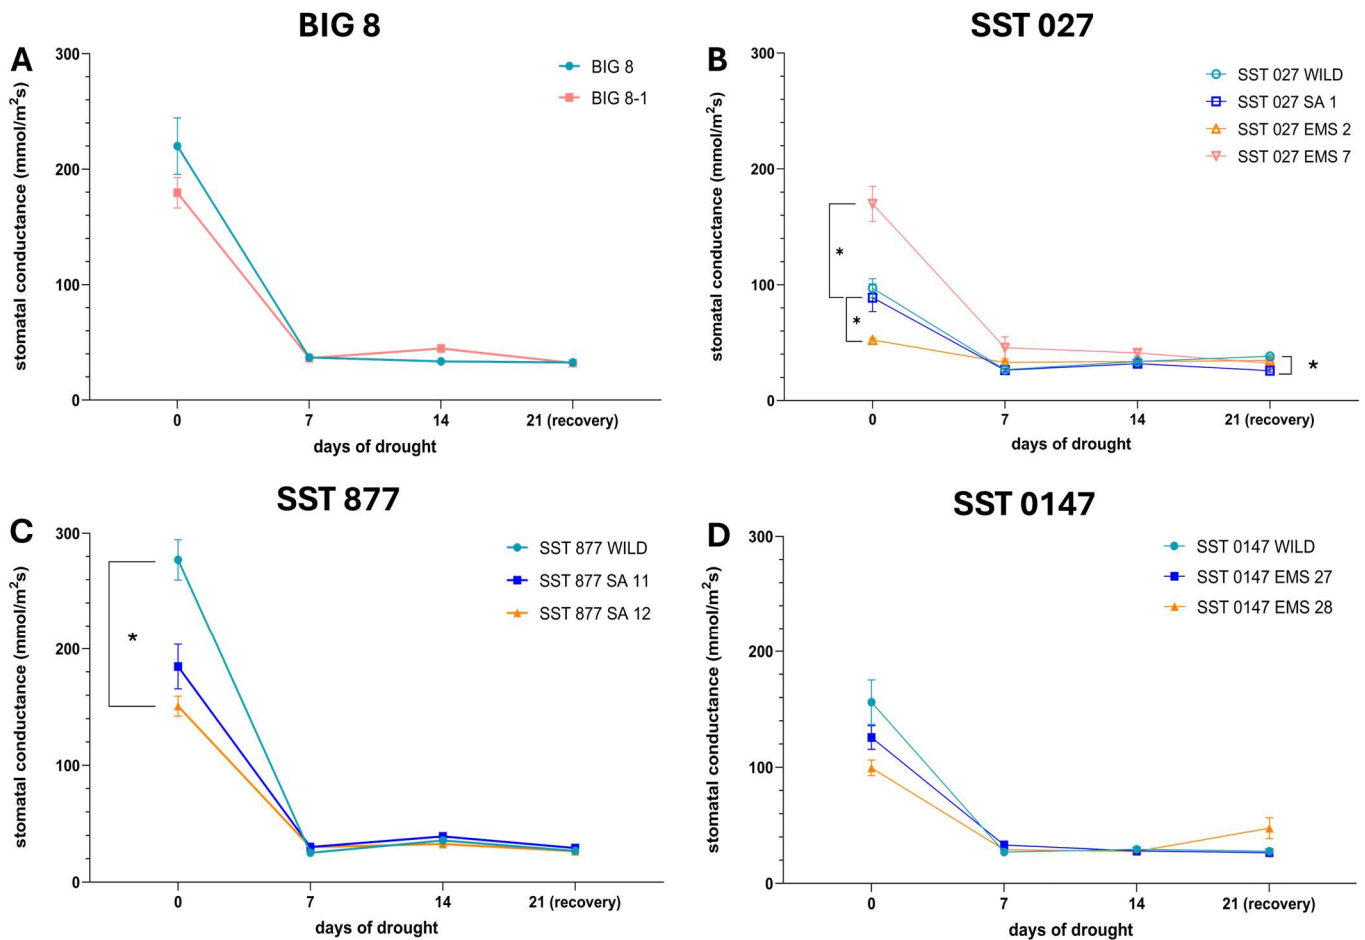 BIG 8
A
300
200
100
0
stomatal conductance (mmol/m²s)
BIG 8
BIG 8-1
0 7 14 21 (recovery)
days of drought
SST 027
B
300
200
100
0
stomatal conductance (mmol/m²s)
SST 027 WILD
SST 027 SA 1
SST 027 EMS 2
SST 027 EMS 7
*
*
*
0 7 14 21 (recovery)
days of drought
SST 877
C
300
200
100
0
stomatal conductance (mmol/m²s)
SST 877 WILD
SST 877 SA 11
SST 877 SA 12
*
0 7 14 21 (recovery)
days of drought
SST 0147
D
300
200
100
0
stomatal conductance (mmol/m²s)
SST 0147 WILD
SST 0147 EMS 27
SST 0147 EMS 28
0 7 14 21 (recovery)
days of drought